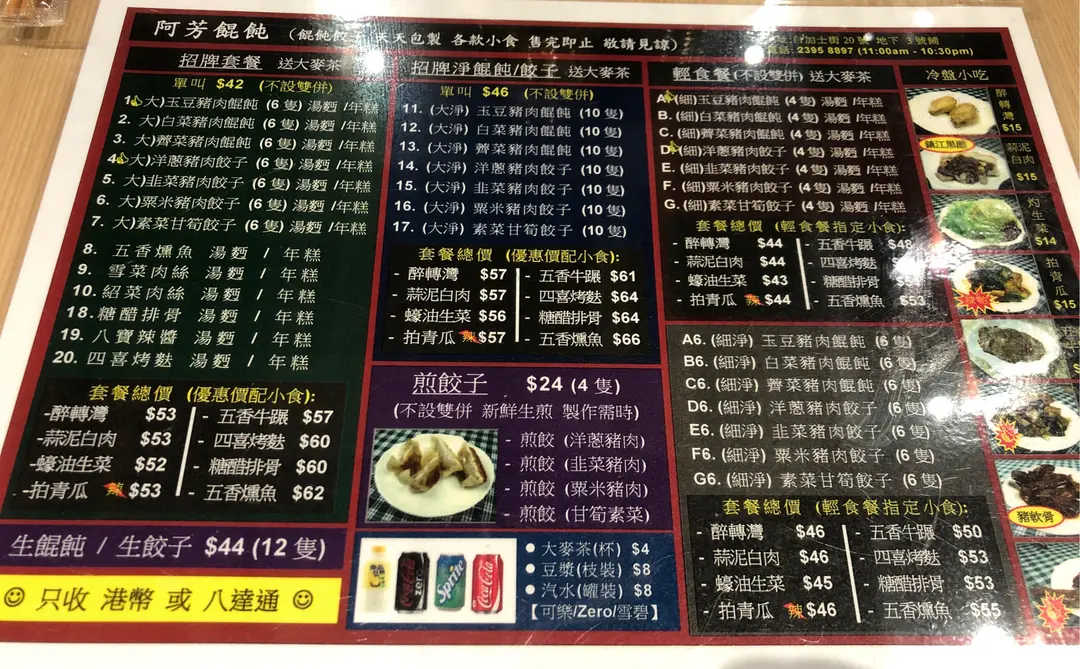 阿芳餛飩 (餛飩餃子 天天包製 各款小食 售完即止 敬請見諒)
加士街 20 號 地下 3 號舖
2395 8897 (11:00am - 10:30pm)
招牌套餐 送大麥茶
單叫 $42 (不設雙併)
1. 大)玉豆豬肉餛飩 (6 隻) 湯麵 /年糕
2. 大)白菜豬肉餛飩 (6 隻) 湯麵 /年糕
3. 大)薺菜豬肉餛飩 (6 隻) 湯麵 /年糕
4. 大)洋蔥豬肉餃子 (6 隻) 湯麵 /年糕
5. 大)韭菜豬肉餃子 (6 隻) 湯麵 /年糕
6. 大)粟米豬肉餃子 (6 隻) 湯麵 /年糕
7. 大)素菜甘筍餃子 (6 隻) 湯麵 /年糕
8. 五香燻魚 湯麵 / 年糕
9. 雪菜肉絲 湯麵 / 年糕
10. 紹菜肉絲 湯麵 / 年糕
18. 糖醋排骨 湯麵 / 年糕
19. 八寶辣醬 湯麵 / 年糕
20. 四喜烤麩 湯麵 / 年糕
套餐總價 (優惠價配小食):
-醉轉灣 $53 - 五香牛蹍 $57
-蒜泥白肉 $53 - 四喜烤麩 $60
-蠔油生菜 $52 - 糖醋排骨 $60
-拍青瓜 辣 $53 - 五香燻魚 $62
生餛飩 / 生餃子 $44 (12 隻)
只收 港幣 或 八達通
招牌淨餛飩/餃子 送大麥茶
單叫 $46 (不設雙併)
11. (大淨) 玉豆豬肉餛飩 (10 隻)
12. (大淨) 白菜豬肉餛飩 (10 隻)
13. (大淨) 薺菜豬肉餛飩 (10 隻)
14. (大淨) 洋蔥豬肉餃子 (10 隻)
15. (大淨) 韭菜豬肉餃子 (10 隻)
16. (大淨) 粟米豬肉餃子 (10 隻)
17. (大淨) 素菜甘筍餃子 (10 隻)
套餐總價 (優惠價配小食):
- 醉轉灣 $57 - 五香牛蹍 $61
- 蒜泥白肉 $57 - 四喜烤麩 $64
- 蠔油生菜 $56 - 糖醋排骨 $64
- 拍青瓜 辣 $57 - 五香燻魚 $66
煎餃子 $24 (4 隻)
(不設雙併 新鮮生煎 製作需時)
- 煎餃 (洋蔥豬肉)
- 煎餃 (韭菜豬肉)
- 煎餃 (粟米豬肉)
- 煎餃 (甘筍素菜)
Coca-Cola zero
Sprite
Coca-Cola
● 大麥茶(杯) $4
● 豆漿(枝裝) $8
● 汽水(罐裝) $8
【可樂/Zero/雪碧】
輕食餐(不設雙併) 送大麥茶
A. (細)玉豆豬肉餛飩 (4 隻) 湯麵 /年糕
B. (細)白菜豬肉餛飩 (4 隻) 湯麵 /年糕
C. (細)薺菜豬肉餛飩 (4 隻) 湯麵 /年糕
D. (細)洋蔥豬肉餃子 (4 隻) 湯麵 /年糕
E. (細)韭菜豬肉餃子 (4 隻) 湯麵 /年糕
F. (細)粟米豬肉餃子 (4 隻) 湯麵 /年糕
G. (細)素菜甘筍餃子 (4 隻) 湯麵 /年糕
套餐總價 (輕食餐指定小食):
- 醉轉灣 $44 - 五香牛蹍 $48
- 蒜泥白肉 $44 - 四喜烤麩
- 蠔油生菜 $43 - 糖醋排骨
- 拍青瓜 辣 $44 - 五香燻魚 $53
A6. (細淨) 玉豆豬肉餛飩 (6 隻)
B6. (細淨) 白菜豬肉餛飩 (6 隻)
C6. (細淨) 薺菜豬肉餛飩 (6 隻)
D6. (細淨) 洋蔥豬肉餃子 (6 隻)
E6. (細淨) 韭菜豬肉餃子 (6 隻)
F6. (細淨) 粟米豬肉餃子 (6 隻)
G6. (細淨) 素菜甘筍餃子 (6 隻)
套餐總價 (輕食餐指定小食):
- 醉轉灣 $46 - 五香牛蹍 $50
- 蒜泥白肉 $46 - 四喜烤麩 $53
- 蠔油生菜 $45 - 糖醋排骨 $53
- 拍青瓜 辣 $46 - 五香燻魚 $55
冷盤小吃
醉轉灣 $15
鎮江黑醋
蒜泥白肉 $15
灼生菜 $14
拍青瓜 $15
豬軟骨